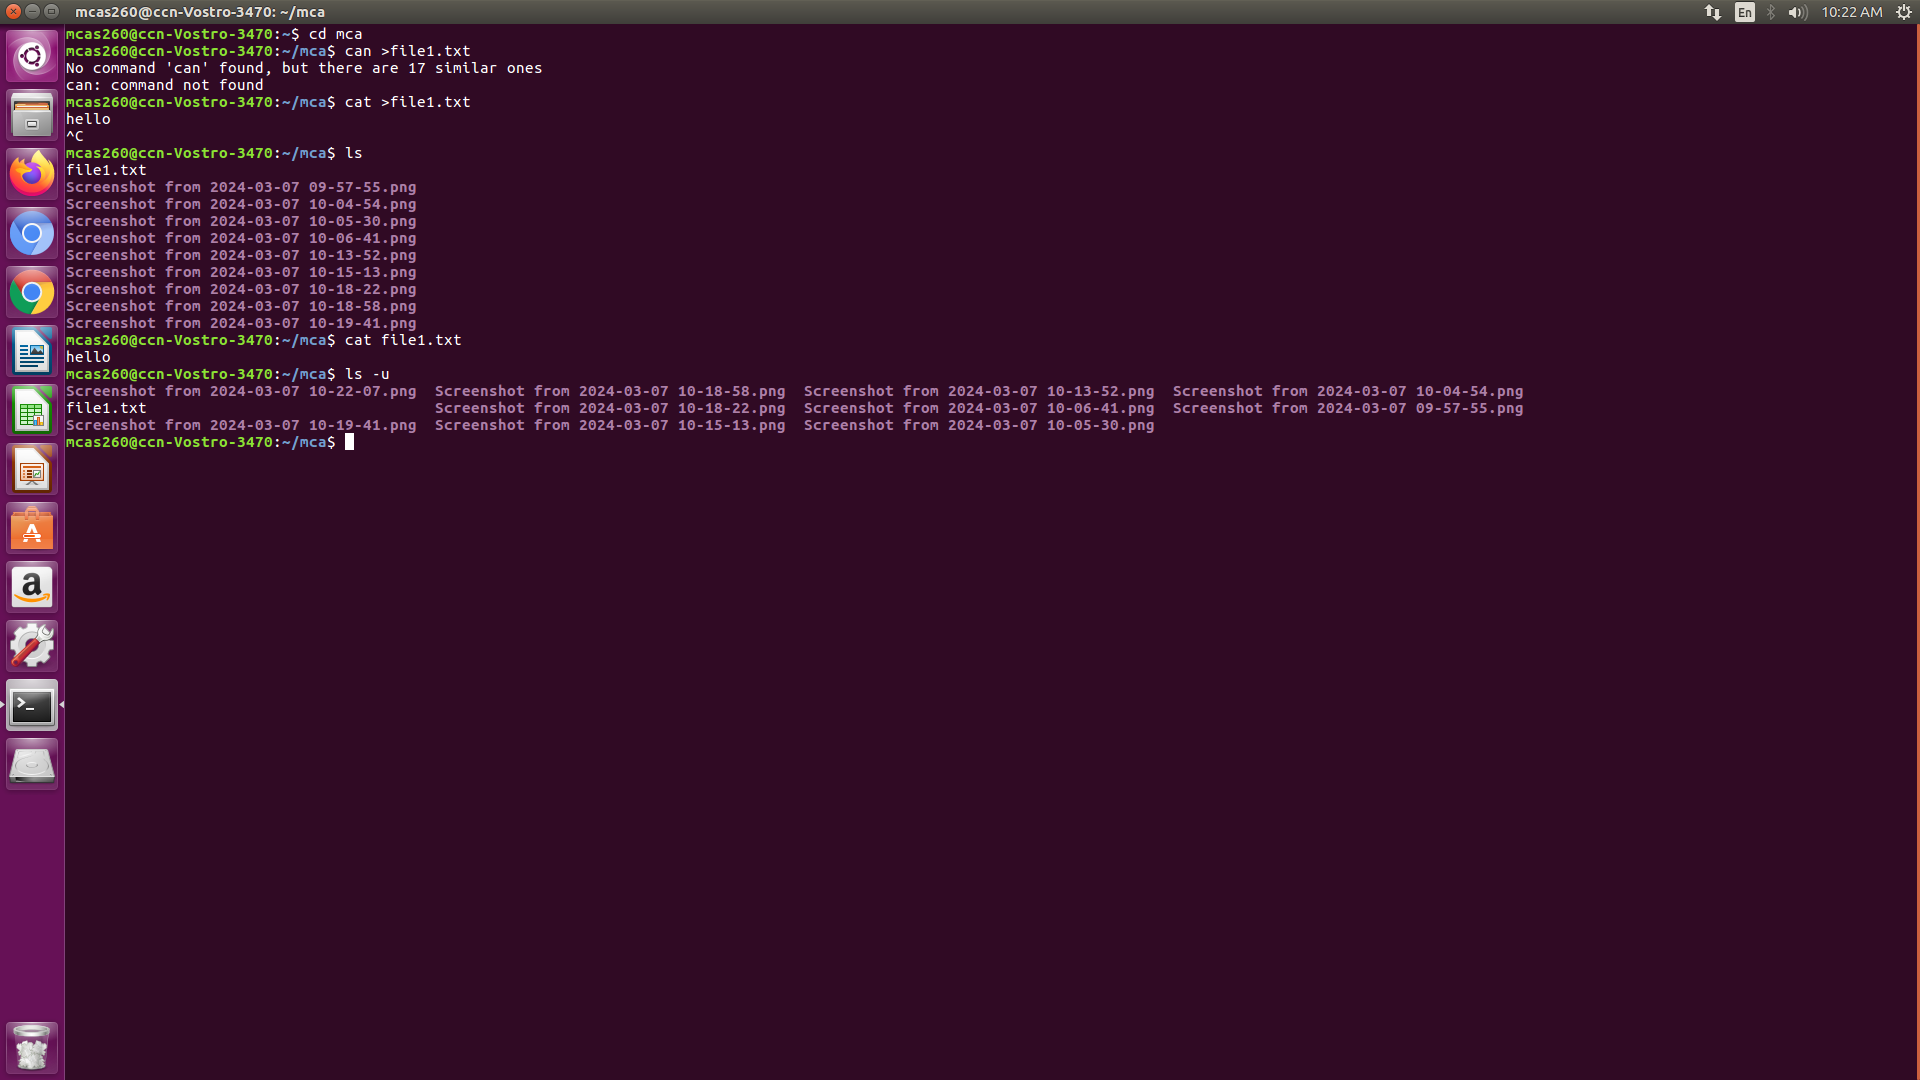 mcas260@ccn-Vostro-3470: ~/mca
En
10:22 AM
mcas260@ccn-Vostro-3470:~$ cd mca
mcas260@ccn-Vostro-3470:~/mca$ can >file1.txt
No command 'can' found, but there are 17 similar ones
can: command not found
mcas260@ccn-Vostro-3470:~/mca$ cat >file1.txt
hello
^C
mcas260@ccn-Vostro-3470:~/mca$ ls
file1.txt
Screenshot from 2024-03-07 09-57-55.png
Screenshot from 2024-03-07 10-04-54.png
Screenshot from 2024-03-07 10-05-30.png
Screenshot from 2024-03-07 10-06-41.png
Screenshot from 2024-03-07 10-13-52.png
Screenshot from 2024-03-07 10-15-13.png
Screenshot from 2024-03-07 10-18-22.png
Screenshot from 2024-03-07 10-18-58.png
Screenshot from 2024-03-07 10-19-41.png
mcas260@ccn-Vostro-3470:~/mca$ cat file1.txt
hello
mcas260@ccn-Vostro-3470:~/mca$ ls -u
Screenshot from 2024-03-07 10-22-07.png  Screenshot from 2024-03-07 10-18-58.png  Screenshot from 2024-03-07 10-13-52.png  Screenshot from 2024-03-07 10-04-54.png
file1.txt                                Screenshot from 2024-03-07 10-18-22.png  Screenshot from 2024-03-07 10-06-41.png  Screenshot from 2024-03-07 09-57-55.png
Screenshot from 2024-03-07 10-19-41.png  Screenshot from 2024-03-07 10-15-13.png  Screenshot from 2024-03-07 10-05-30.png
mcas260@ccn-Vostro-3470:~/mca$